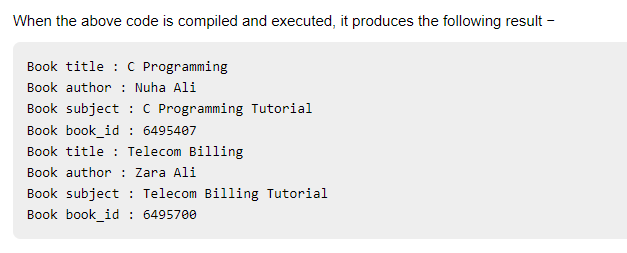 When the above code is compiled and executed, it produces the following result −
Book title : C Programming
Book author : Nuha Ali
Book subject : C Programming Tutorial
Book book_id : 6495407
Book title : Telecom Billing
Book author : Zara Ali
Book subject : Telecom Billing Tutorial
Book book_id : 6495700